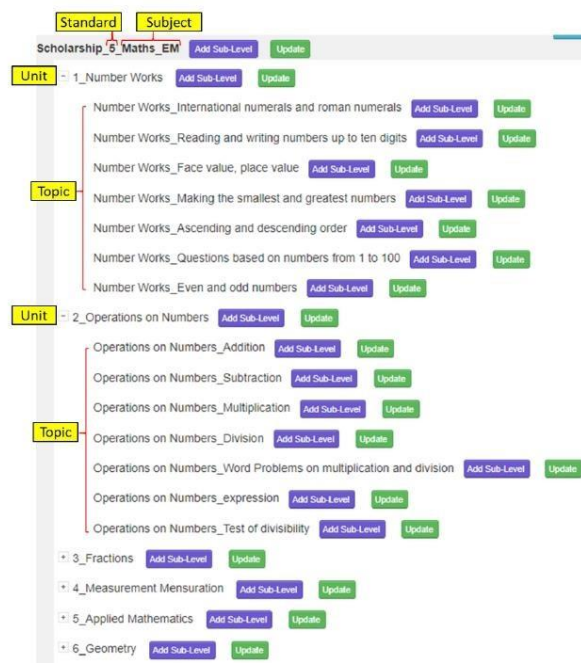 Standard Subject
Scholarship_5_Maths_EM Add Sub-Level Update
Unit - 1_Number Works Add Sub-Level Update
Number Works_International numerals and roman numerals Add Sub-Level Update
Number Works_Reading and writing numbers up to ten digits Add Sub-Level Update
Number Works_Face value, place value Add Sub-Level Update
Topic Number Works_Making the smallest and greatest numbers Add Sub-Level Update
Number Works_Ascending and descending order Add Sub-Level Update
Number Works_Questions based on numbers from 1 to 100 Add Sub-Level Update
Number Works_Even and odd numbers Add Sub-Level Update
Unit - 2_Operations on Numbers Add Sub-Level Update
Operations on Numbers_Addition Add Sub-Level Update
Operations on Numbers_Subtraction Add Sub-Level Update
Operations on Numbers_Multiplication Add Sub-Level Update
Topic Operations on Numbers_Division Add Sub-Level Update
Operations on Numbers_Word Problems on multiplication and division Add Sub-Level Update
Operations on Numbers_expression Add Sub-Level Update
Operations on Numbers_Test of divisibility Add Sub-Level Update
+ 3_Fractions Add Sub-Level Update
+ 4_Measurement Mensuration Add Sub-Level Update
+ 5_Applied Mathematics Add Sub-Level Update
+ 6_Geometry Add Sub-Level Update